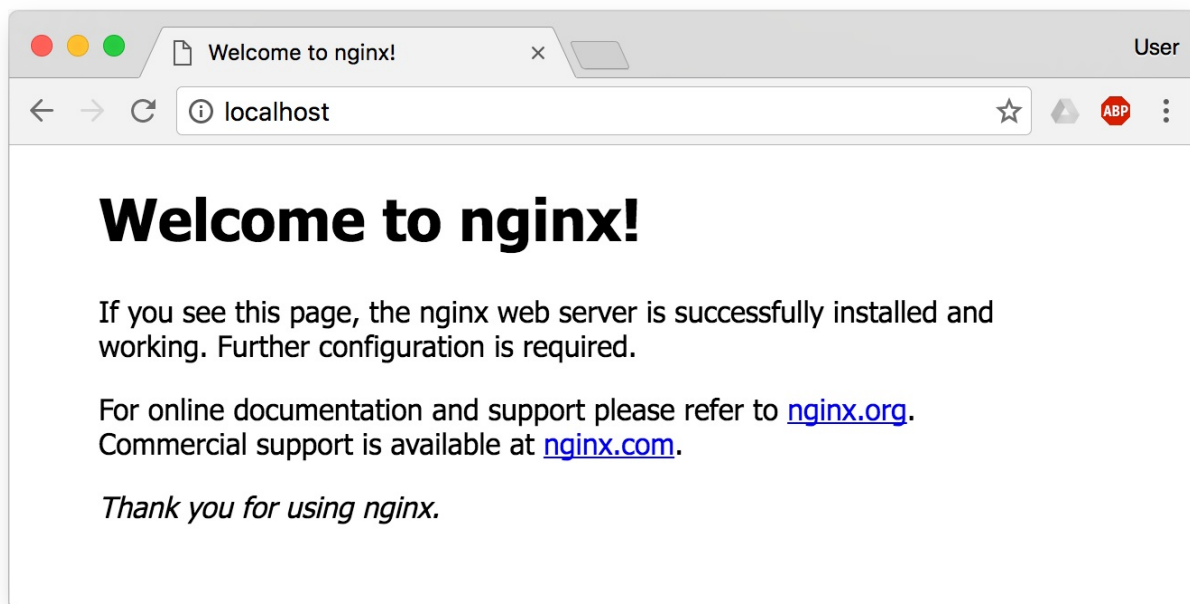 Welcome to nginx!
User
localhost
ABP
Welcome to nginx!
If you see this page, the nginx web server is successfully installed and
working. Further configuration is required.
For online documentation and support please refer to nginx.org.
Commercial support is available at nginx.com.
Thank you for using nginx.